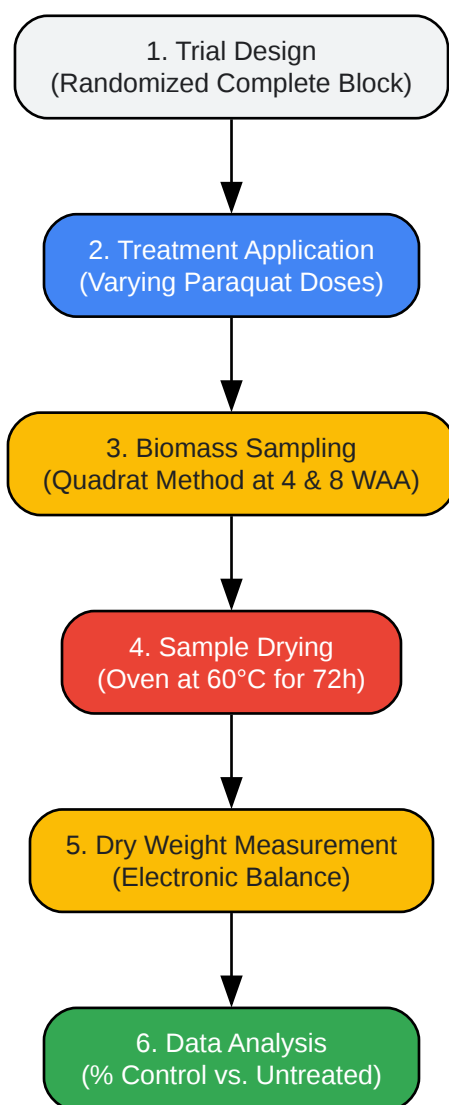 1. Trial Design
(Randomized Complete Block)
2. Treatment Application
(Varying Paraquat Doses)
3. Biomass Sampling
(Quadrat Method at 4 & 8 WAA)
4. Sample Drying
(Oven at 60°C for 72h)
5. Dry Weight Measurement
(Electronic Balance)
6. Data Analysis
(% Control vs. Untreated)